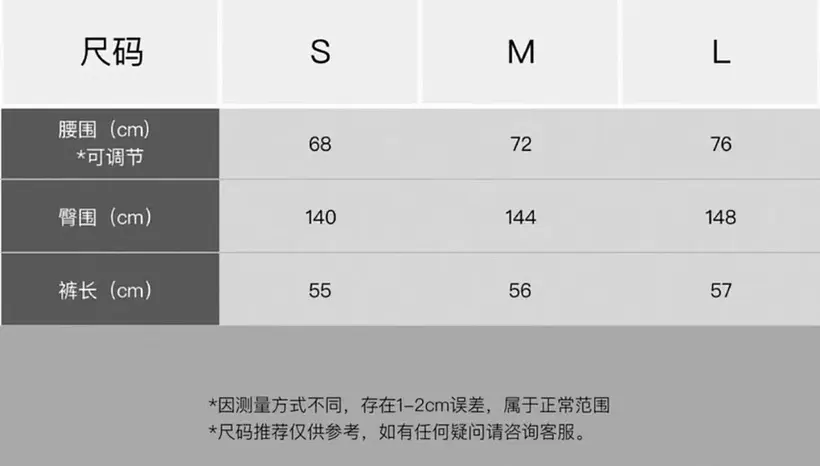 尺码 S M L
腰围（cm） 68 72 76
*可调节
臀围（cm） 140 144 148
裤长（cm） 55 56 57
*因测量方式不同，存在1-2cm误差，属于正常范围
*尺码推荐仅供参考，如有任何疑问请咨询客服。